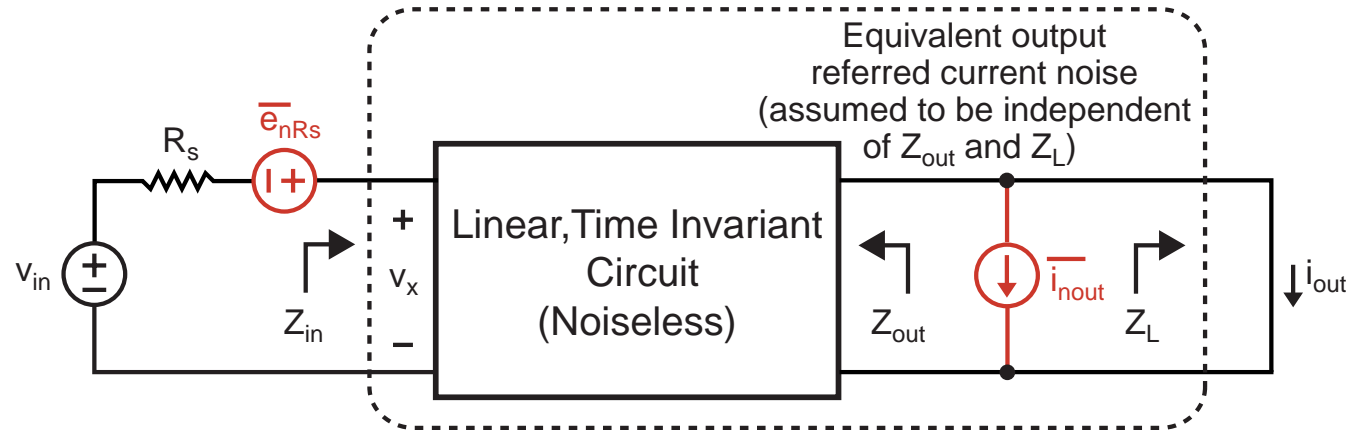 Equivalent output
referred current noise
(assumed to be independent
of Zout and ZL)
enRs
Rs
Linear,Time Invariant
Circuit
(Noiseless)
+
vx
−
vin
+
−
− +
Zin
Zout
inout
ZL
iout